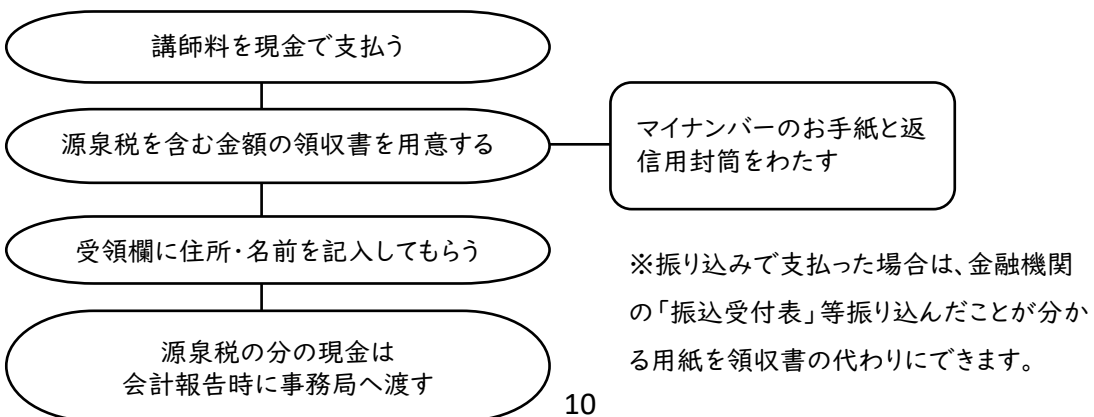 講師料を現金で支払う
源泉税を含む金額の領収書を用意する
マイナンバーのお手紙と返
信用封筒をわたす
受領欄に住所・名前を記入してもらう
源泉税の分の現金は
会計報告時に事務局へ渡す
※振り込みで支払った場合は、金融機関
の「振込受付表」等振り込んだことが分か
る用紙を領収書の代わりにできます。
10